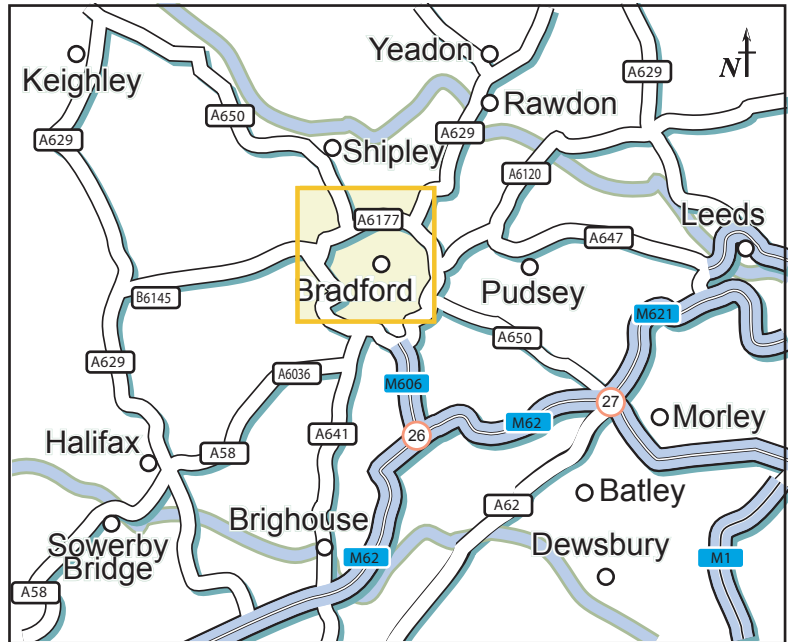 Yeadon
Keighley
A629
N
Rawdon
A650
A629
A629
Shipley
A6120
Leeds
A6177
A647
Bradford
Pudsey
B6145
M621
A650
A629
A6036
M606
27
Morley
M62
A641
26
Halifax
A58
Batley
A62
Brighouse
Sowerby
Bridge
Dewsbury
M62
M1
A58